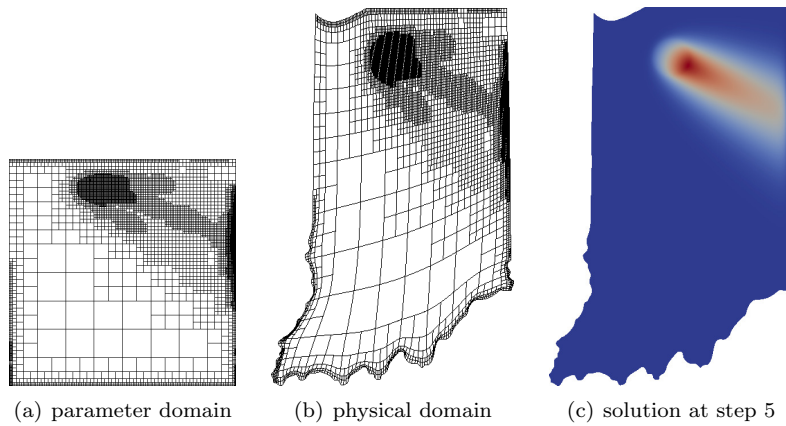 (a) parameter domain
(b) physical domain
(c) solution at step 5